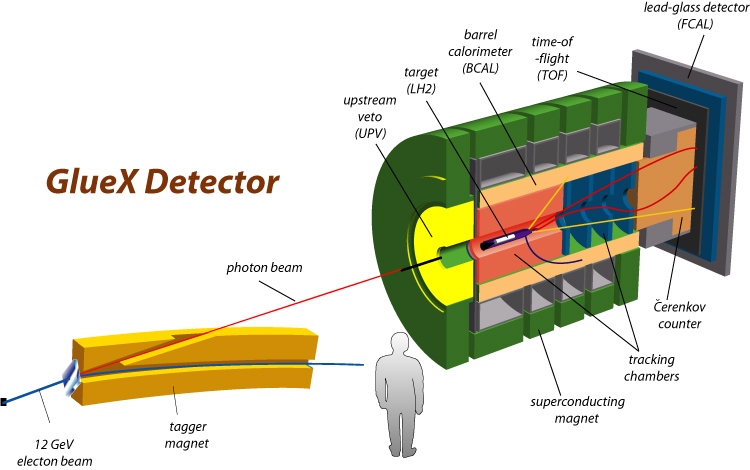 lead-glass detector
(FCAL)
barrel
calorimeter
(BCAL)
time-of
-flight
(TOF)
target
(LH2)
upstream
veto
(UPV)
GlueX Detector
photon beam
Čerenkov
counter
tracking
chambers
superconducting
magnet
tagger
magnet
12 GeV
electon beam